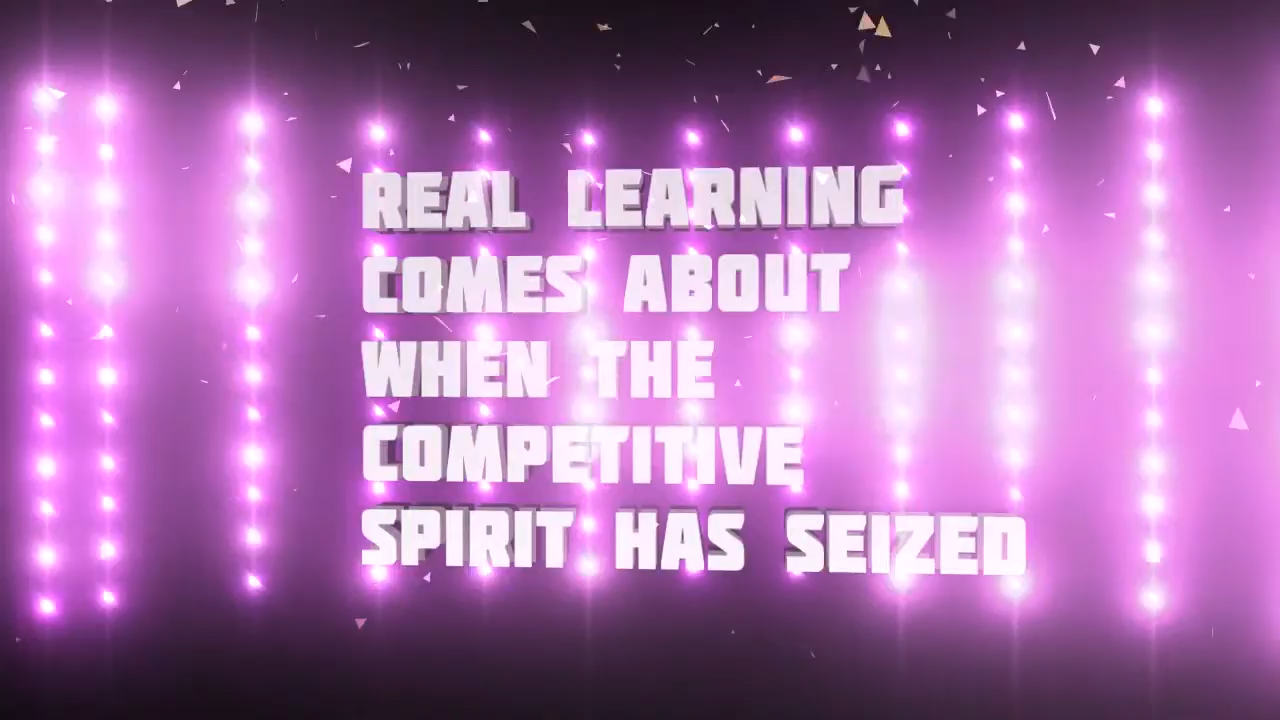 REAL LEARNING
COMES ABOUT
WHEN THE
COMPETITIVE
SPIRIT HAS SEIZED